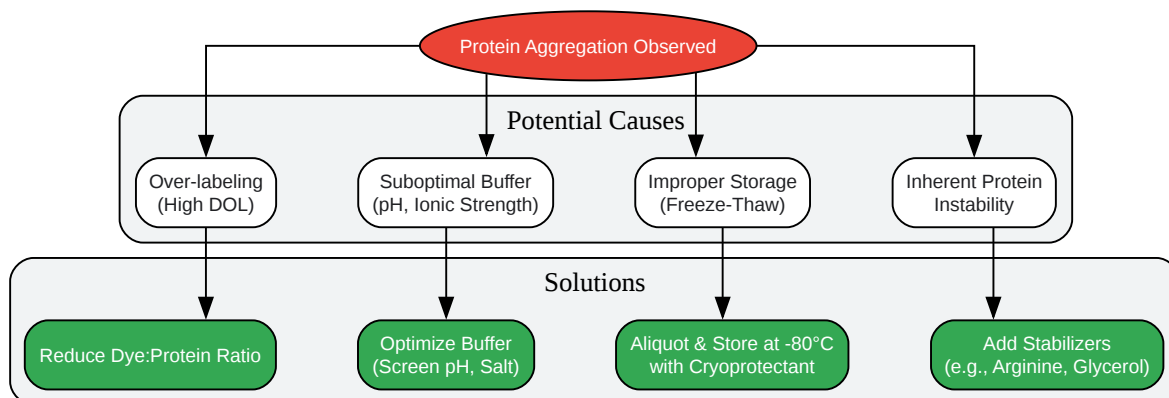 Protein Aggregation Observed
Potential Causes
Over-labeling
(High DOL)
Suboptimal Buffer
(pH, Ionic Strength)
Improper Storage
(Freeze-Thaw)
Inherent Protein
Instability
Solutions
Reduce Dye:Protein Ratio
Optimize Buffer
(Screen pH, Salt)
Aliquot & Store at -80°C
with Cryoprotectant
Add Stabilizers
(e.g., Arginine, Glycerol)